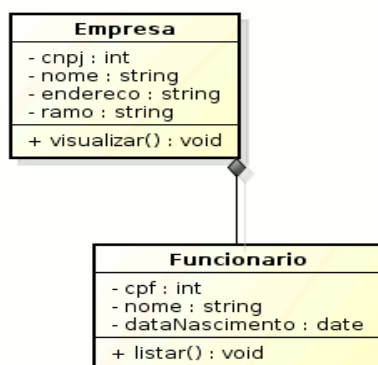 Empresa
- cnpj : int
- nome : string
- endereco : string
- ramo : string
+ visualizar() : void
Funcionario
- cpf : int
- nome : string
- dataNascimento : date
+ listar() : void